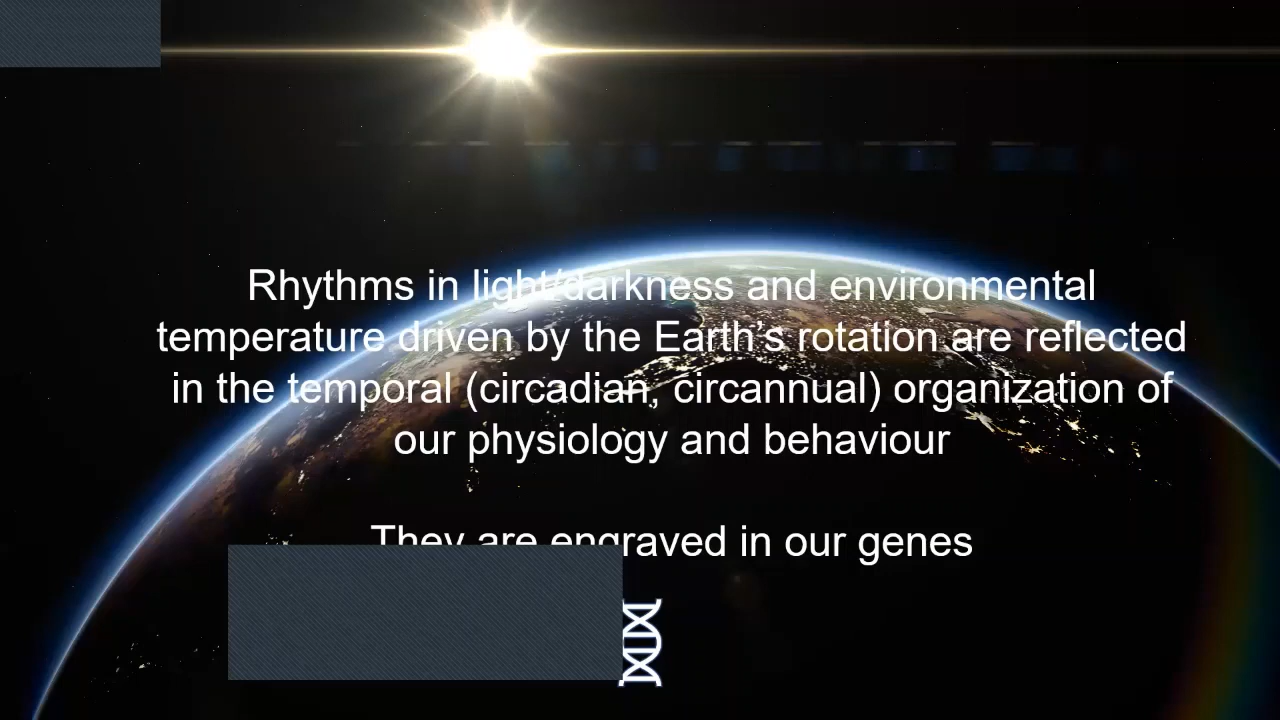 Rhythms in light/darkness and environmental
temperature driven by the Earth’s rotation are reflected
in the temporal (circadian, circannual) organization of
our physiology and behaviour
They are engraved in our genes